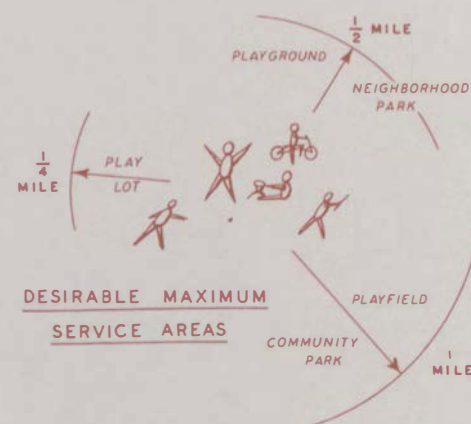 1/2 MILE
PLAYGROUND
NEIGHBORHOOD
PARK
1/4
MILE
PLAY
LOT
DESIRABLE MAXIMUM
SERVICE AREAS
PLAYFIELD
COMMUNITY
PARK
1
MILE